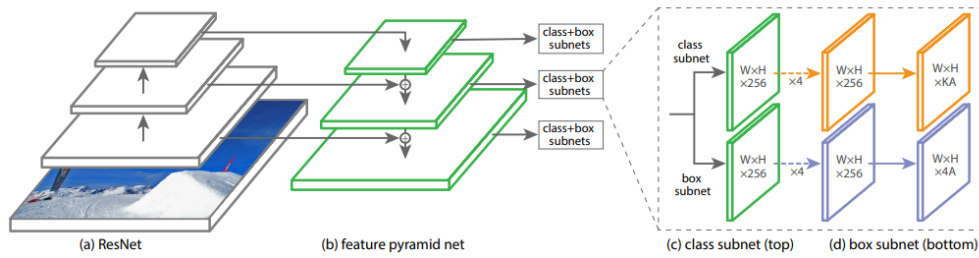 class+box
subnets
class+box
subnets
class+box
subnets
class
subnet
W×H
×256
×4
W×H
×256
W×H
×KA
box
subnet
W×H
×256
×4
W×H
×256
W×H
×4A
(a) ResNet
(b) feature pyramid net
(c) class subnet (top)
(d) box subnet (bottom)